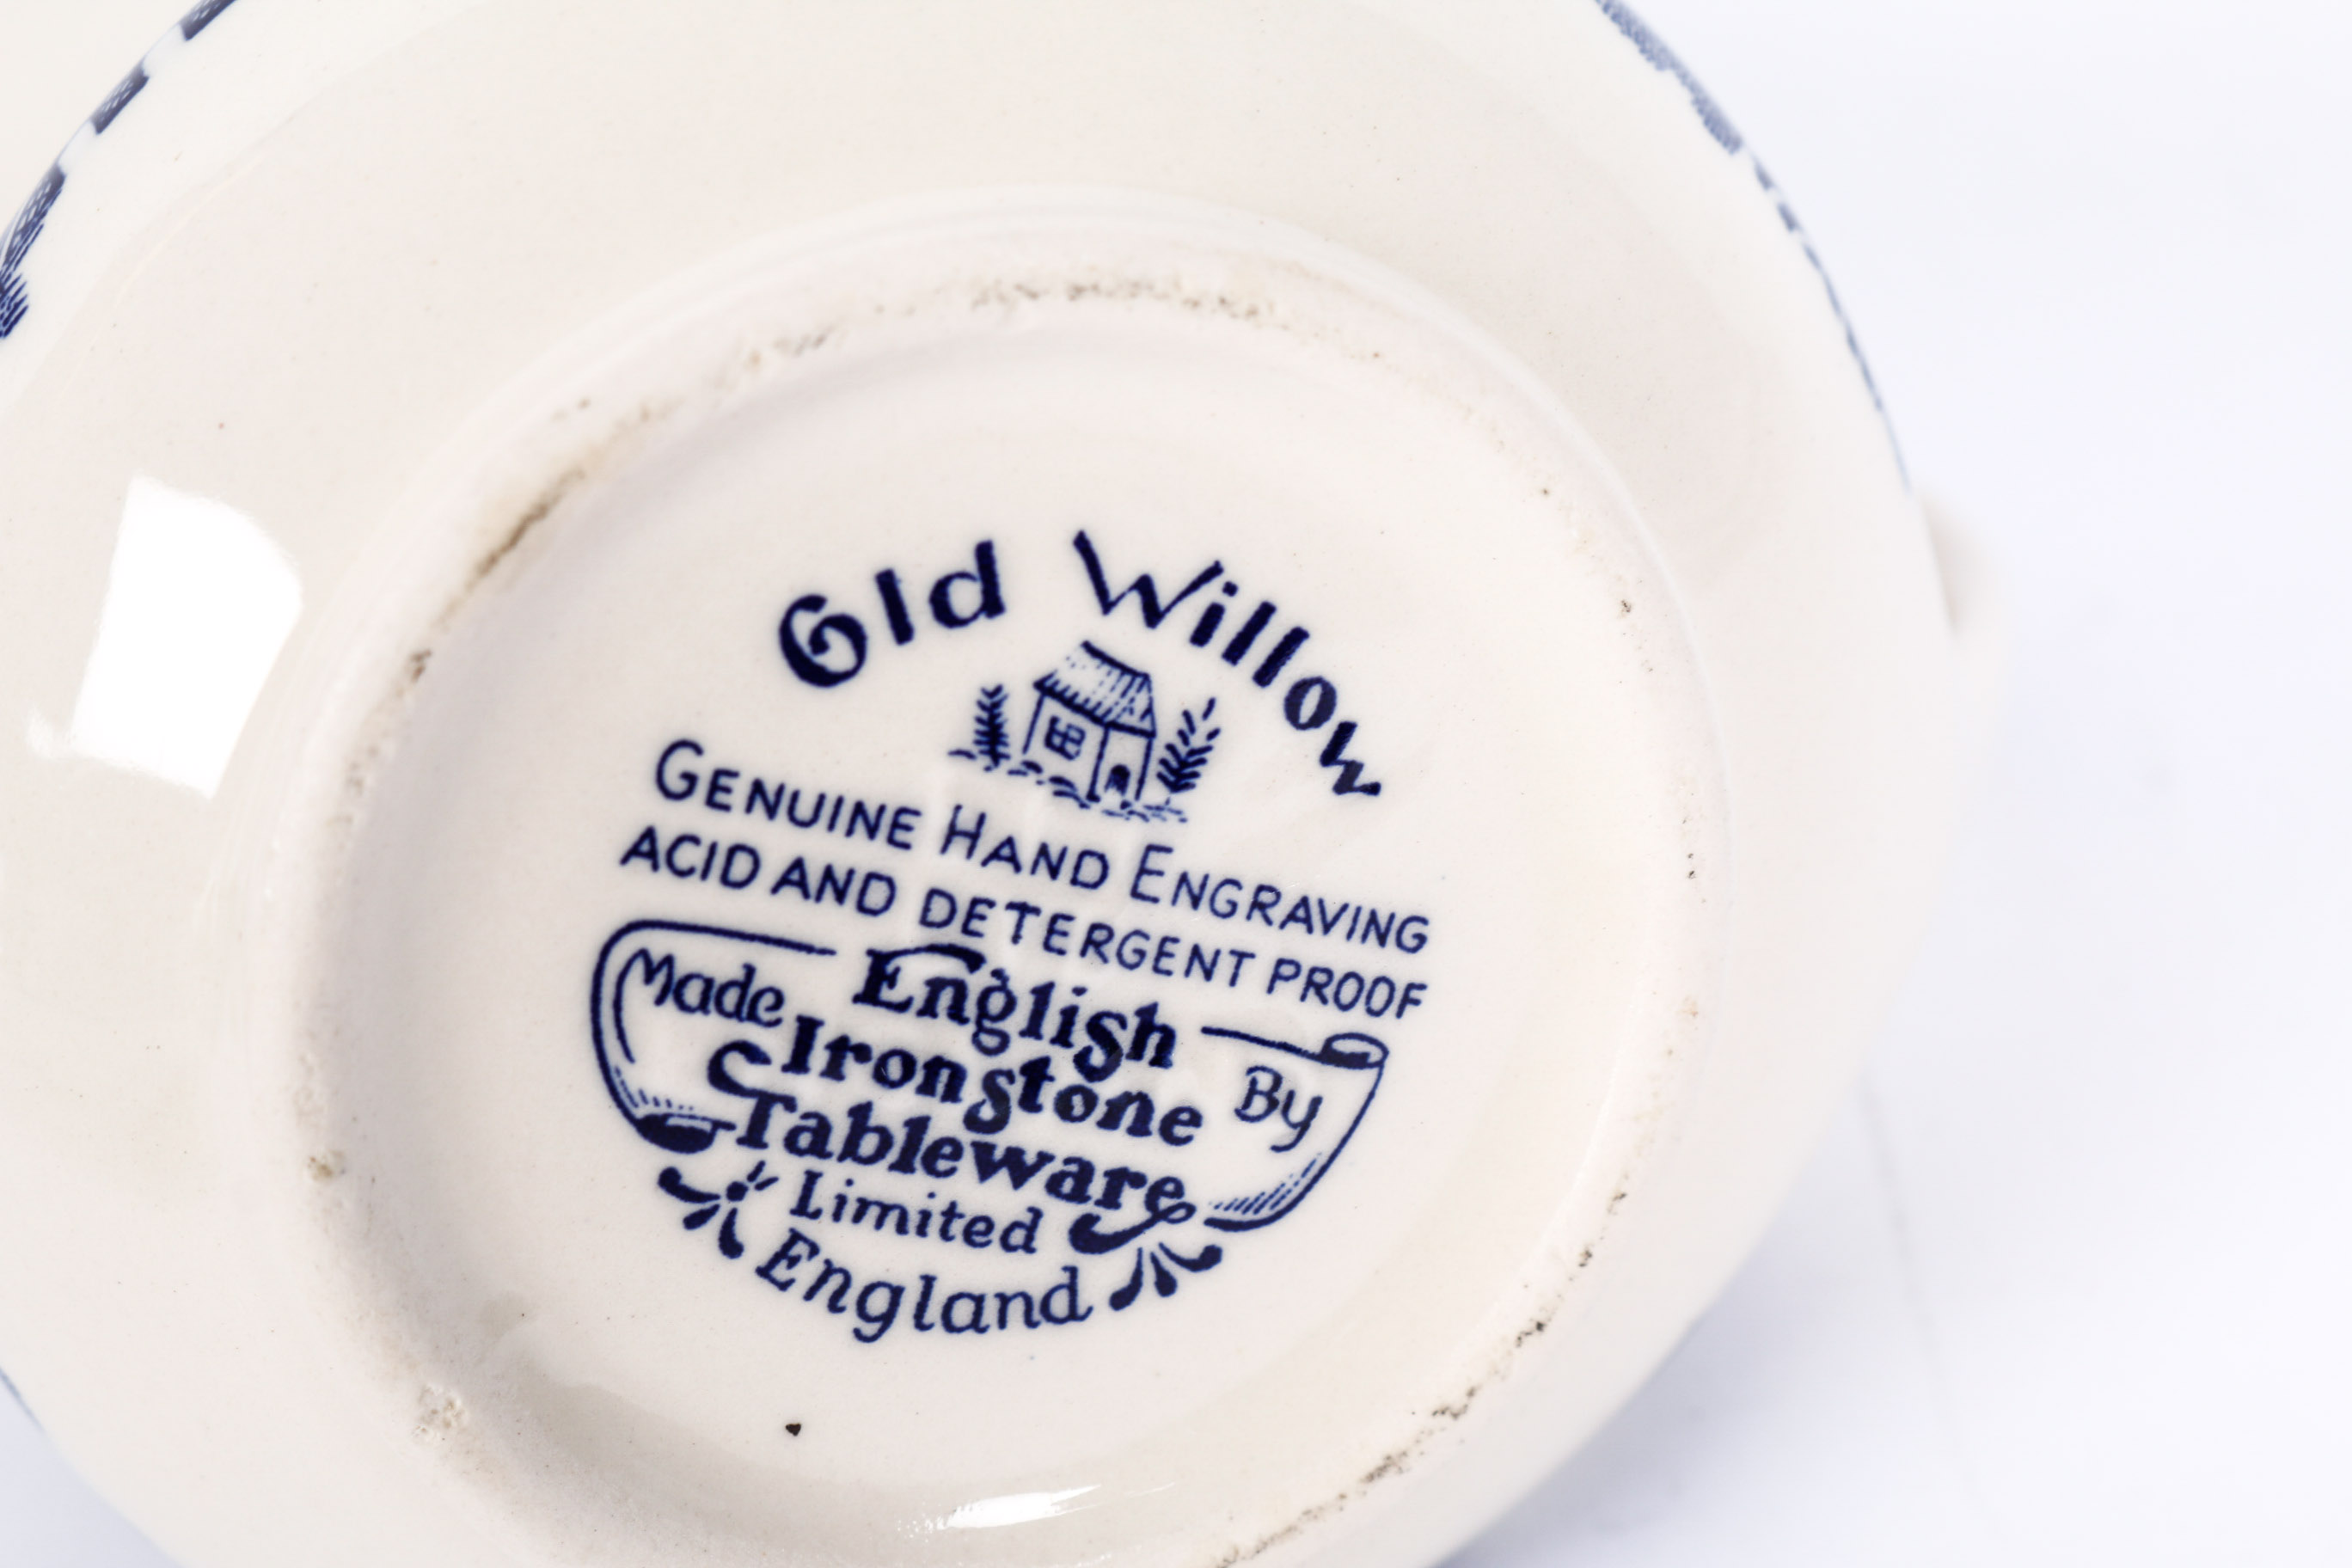 Old Willow
GENUINE HAND ENGRAVING
ACID AND DETERGENT PROOF
Made English By
Ironstone
Tableware
Limited
England